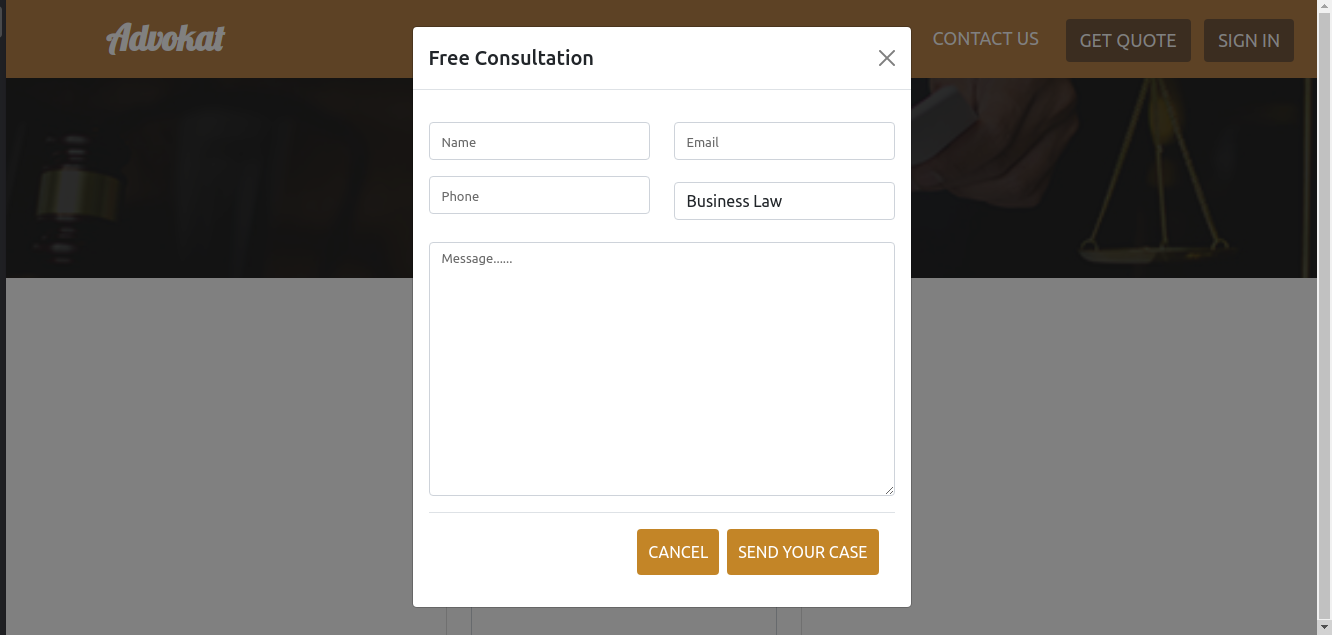 Advokat
CONTACT US
GET QUOTE
SIGN IN
Free Consultation
Name
Email
Phone
Business Law
Message......
CANCEL
SEND YOUR CASE